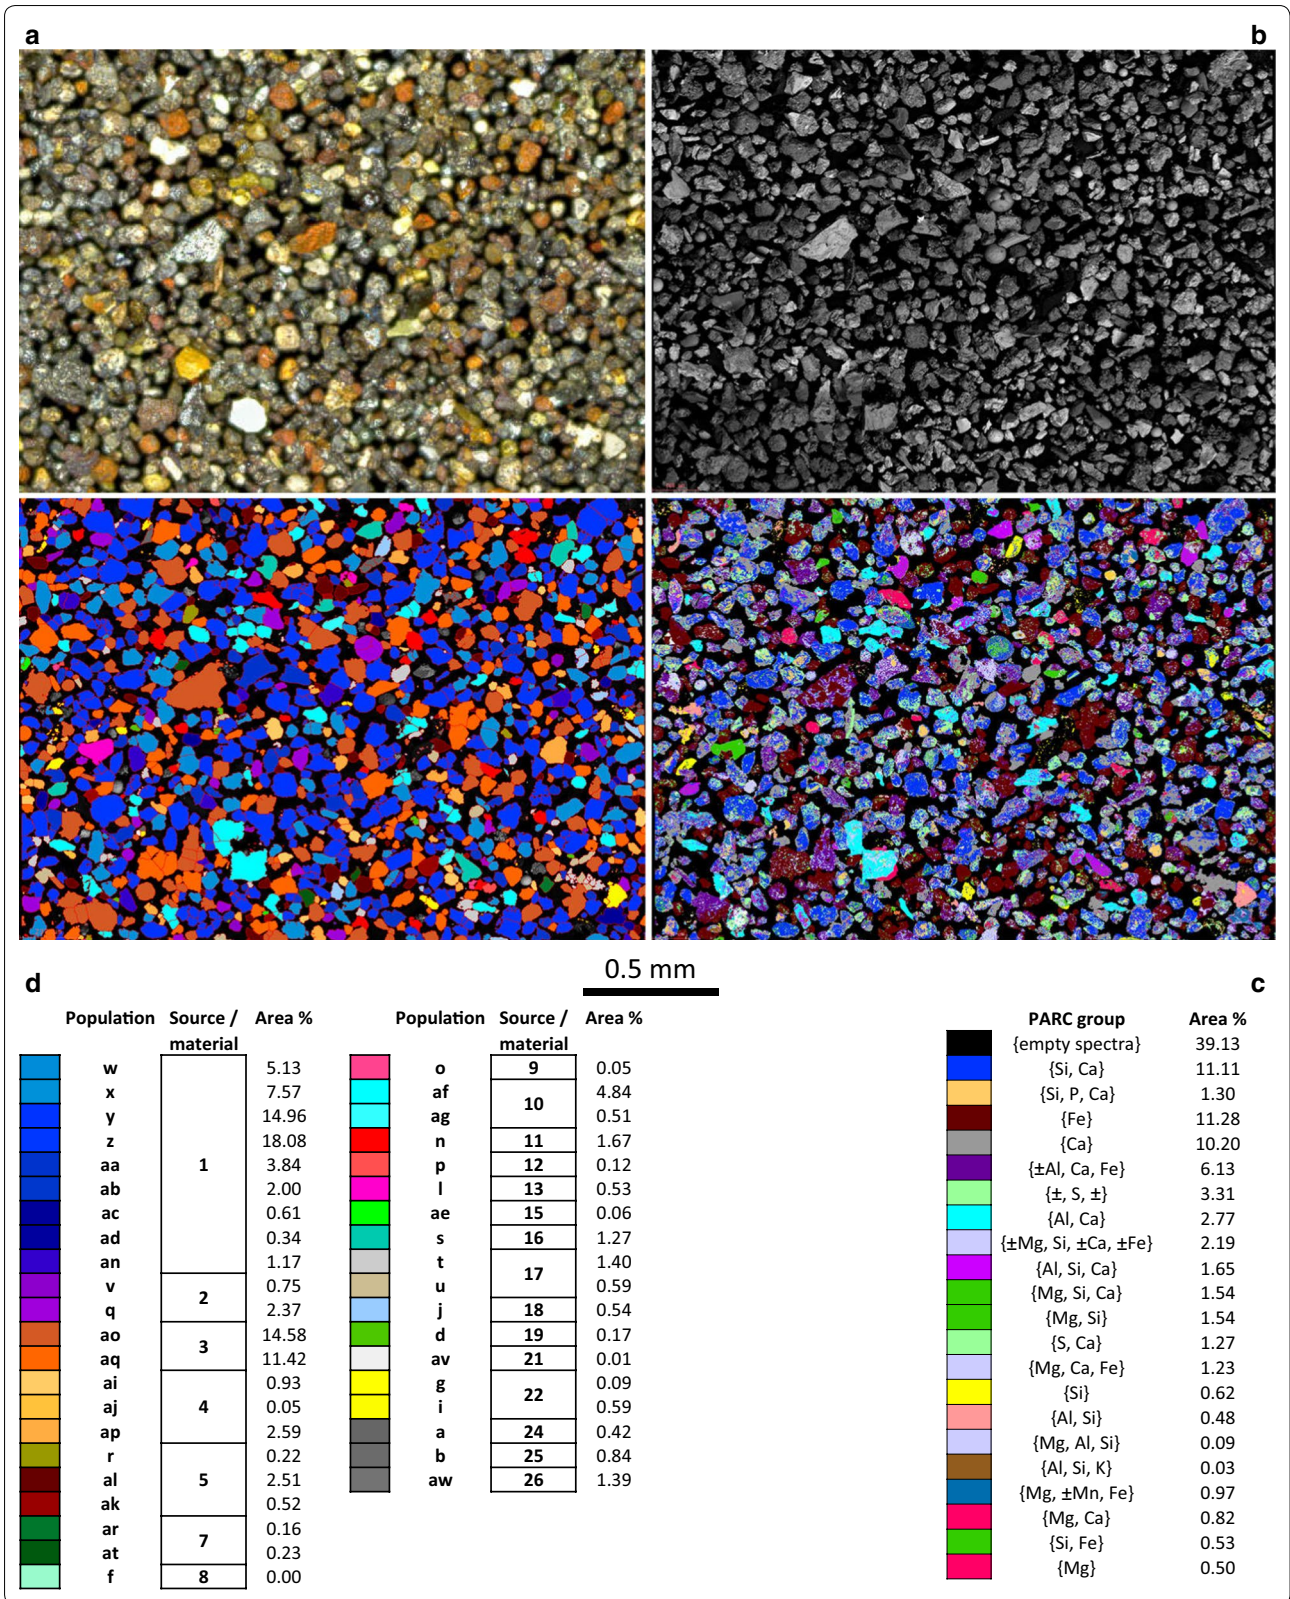 a
b
0.5 mm
d
c
Population Source / material Area %
w 1 5.13
x 7.57
y 14.96
z 18.08
aa 3.84
ab 2.00
ac 0.61
ad 0.34
an 1.17
v 2 0.75
q 2.37
ao 3 14.58
aq 11.42
ai 4 0.93
aj 0.05
ap 2.59
r 5 0.22
al 2.51
ak 0.52
ar 7 0.16
at 0.23
f 8 0.00
Population Source / material Area %
o 9 0.05
af 10 4.84
ag 0.51
n 11 1.67
p 12 0.12
l 13 0.53
ae 15 0.06
s 16 1.27
t 17 1.40
u 0.59
j 18 0.54
d 19 0.17
av 21 0.01
g 22 0.09
i 0.59
a 24 0.42
b 25 0.84
aw 26 1.39
PARC group Area %
{empty spectra} 39.13
{Si, Ca} 11.11
{Si, P, Ca} 1.30
{Fe} 11.28
{Ca} 10.20
{±Al, Ca, Fe} 6.13
{±, S, ±} 3.31
{Al, Ca} 2.77
{±Mg, Si, ±Ca, ±Fe} 2.19
{Al, Si, Ca} 1.65
{Mg, Si, Ca} 1.54
{Mg, Si} 1.54
{S, Ca} 1.27
{Mg, Ca, Fe} 1.23
{Si} 0.62
{Al, Si} 0.48
{Mg, Al, Si} 0.09
{Al, Si, K} 0.03
{Mg, ±Mn, Fe} 0.97
{Mg, Ca} 0.82
{Si, Fe} 0.53
{Mg} 0.50